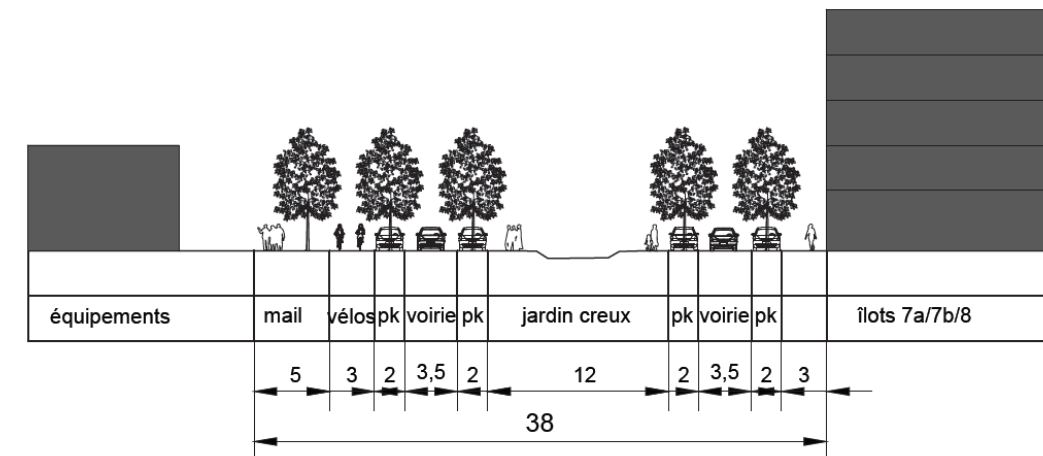 équipements mail vélos pk voirie pk jardin creux pk voirie pk îlots 7a/7b/8
5 3 2 3,5 2 12 2 3,5 2 3
38